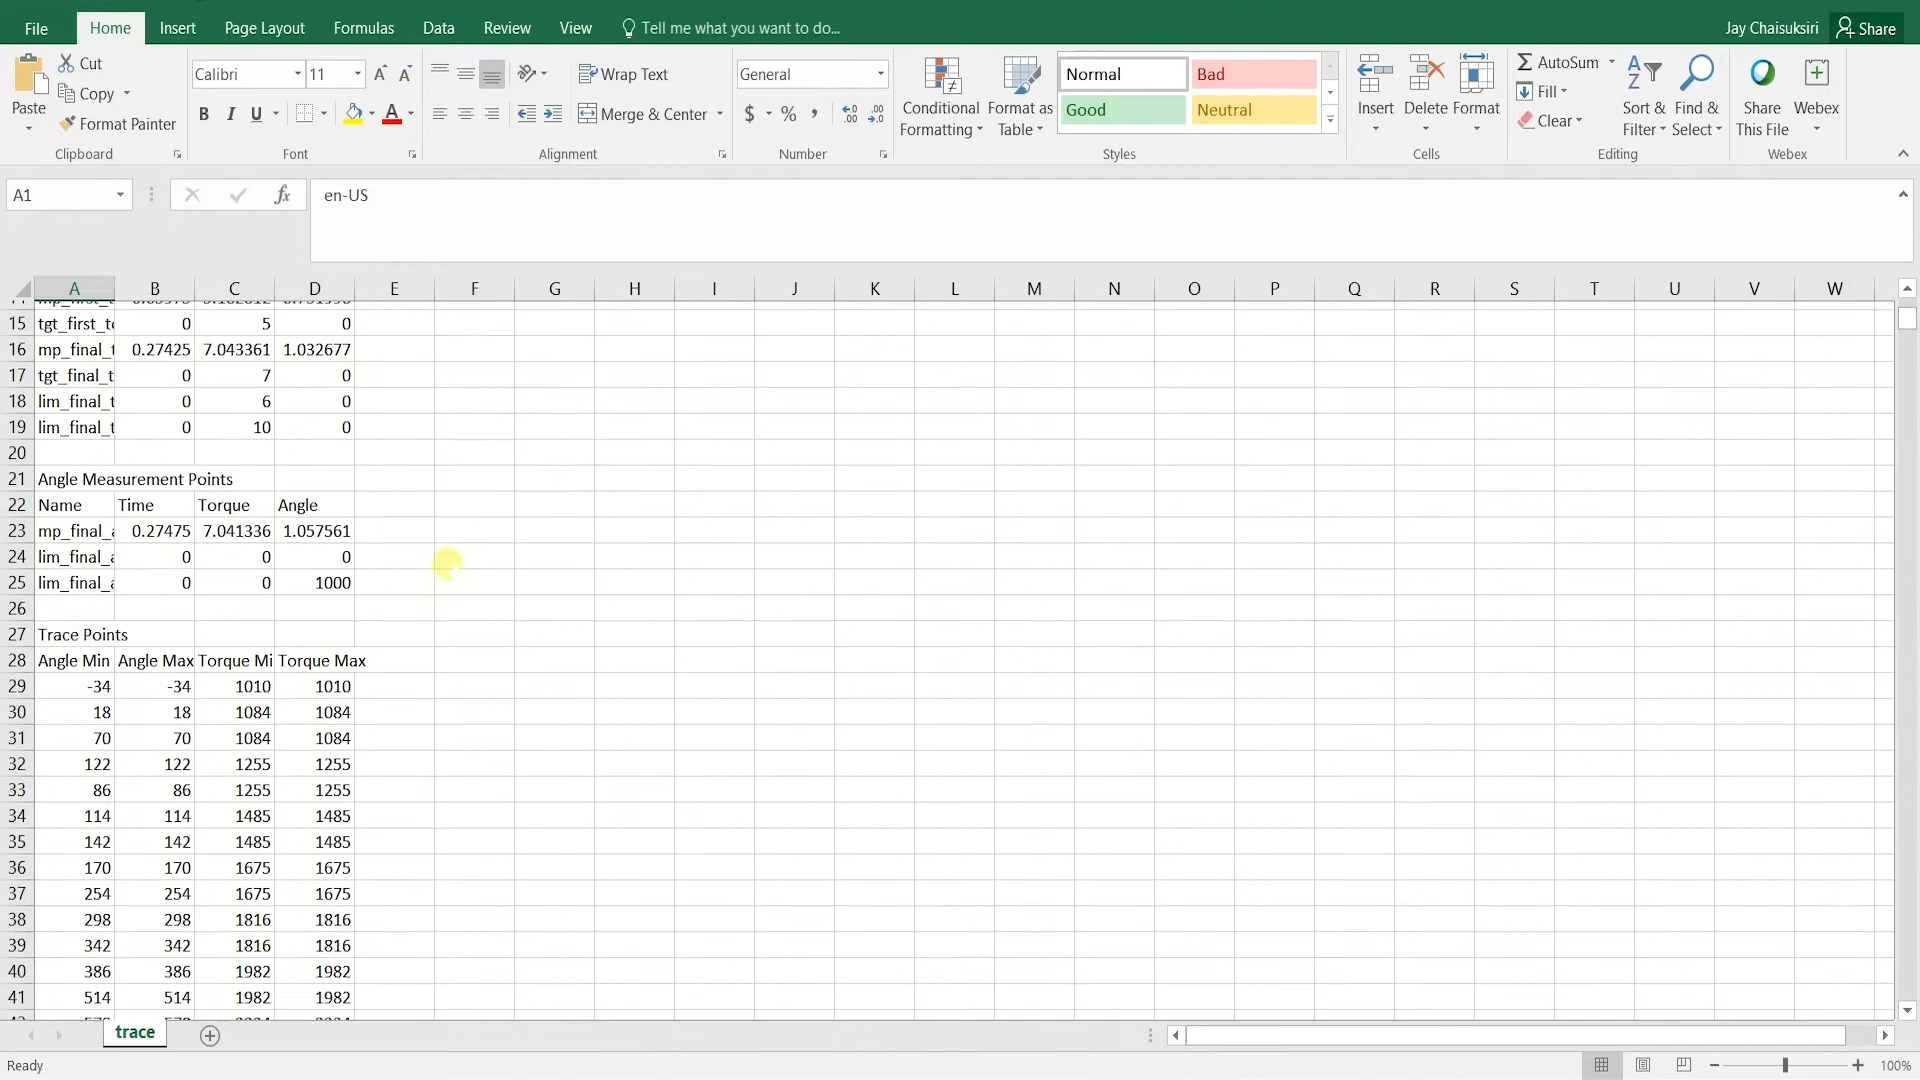 File Home Insert Page Layout Formulas Data Review View Tell me what you want to do... Jay Chaisuksiri Share
Paste Cut Copy Format Painter Clipboard
Calibri 11 A A B I U A Font
Wrap Text Merge & Center Alignment
General $ % , .00 Number
Conditional Formatting Format as Table Normal Bad Good Neutral Styles
Insert Delete Format Cells
AutoSum Fill Clear Sort & Filter Find & Select Editing
Share This File Webex Webex
A1 fx en-US
A B C D E F G H I J K L M N O P Q R S T U V W
15 tgt_first_t 0 5 0
16 mp_final_t 0.27425 7.043361 1.032677
17 tgt_final_t 0 7 0
18 lim_final_t 0 6 0
19 lim_final_t 0 10 0
20
21 Angle Measurement Points
22 Name Time Torque Angle
23 mp_final_a 0.27475 7.041336 1.057561
24 lim_final_a 0 0 0
25 lim_final_a 0 0 1000
26
27 Trace Points
28 Angle Min Angle Max Torque Mi Torque Max
29 -34 -34 1010 1010
30 18 18 1084 1084
31 70 70 1084 1084
32 122 122 1255 1255
33 86 86 1255 1255
34 114 114 1485 1485
35 142 142 1485 1485
36 170 170 1675 1675
37 254 254 1675 1675
38 298 298 1816 1816
39 342 342 1816 1816
40 386 386 1982 1982
41 514 514 1982 1982
trace
Ready 100%